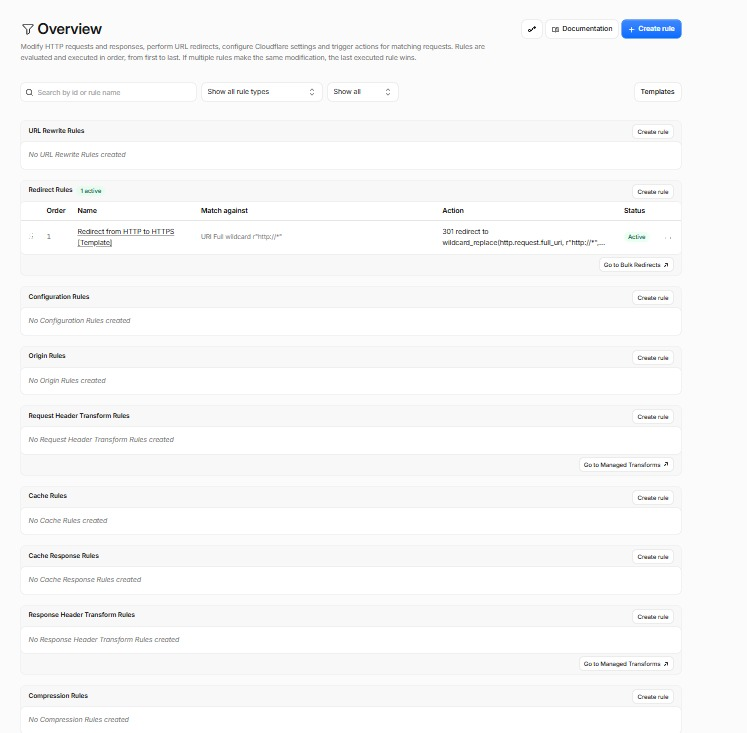 Overview
Documentation
+ Create rule
Modify HTTP requests and responses, perform URL redirects, configure Cloudflare settings and trigger actions for matching requests. Rules are
evaluated and executed in order, from first to last. If multiple rules make the same modification, the last executed rule wins.
Search by id or rule name
Show all rule types
Show all
Templates
URL Rewrite Rules
Create rule
No URL Rewrite Rules created
Redirect Rules 1 active
Create rule
Order Name Match against Action Status
1 Redirect from HTTP to HTTPS [Template] URI Full wildcard r"http://*" 301 redirect to wildcard_replace(http.request.full_uri, r"http://*",... Active
Go to Bulk Redirects
Configuration Rules
Create rule
No Configuration Rules created
Origin Rules
Create rule
No Origin Rules created
Request Header Transform Rules
Create rule
No Request Header Transform Rules created
Go to Managed Transforms
Cache Rules
Create rule
No Cache Rules created
Cache Response Rules
Create rule
No Cache Response Rules created
Response Header Transform Rules
Create rule
No Response Header Transform Rules created
Go to Managed Transforms
Compression Rules
Create rule
No Compression Rules created